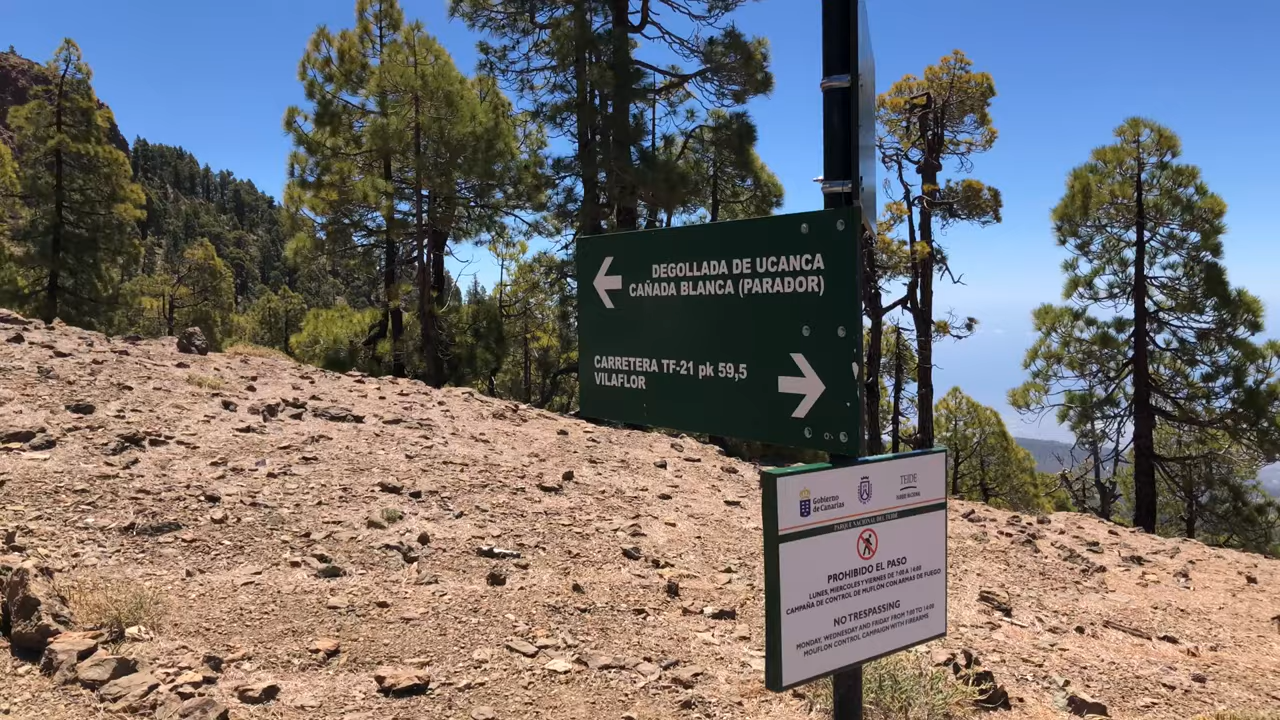 DEGOLLADA DE UCANCA
CAÑADA BLANCA (PARADOR)
CARRETERA TF-21 pk 59,5
VILAFLOR
Gobierno
de Canarias
TEIDE
PARQUE NACIONAL DEL TEIDE
PROHIBIDO EL PASO
LUNES, MIERCOLES Y VIERNES DE 7:00 A 14:00
CAMPAÑA DE CONTROL DE MUFLÓN CON ARMAS DE FUEGO
NO TRESPASSING
MONDAY, WEDNESDAY AND FRIDAY FROM 7:00 TO 14:00
MOUFLON CONTROL CAMPAIGN WITH FIREARMS